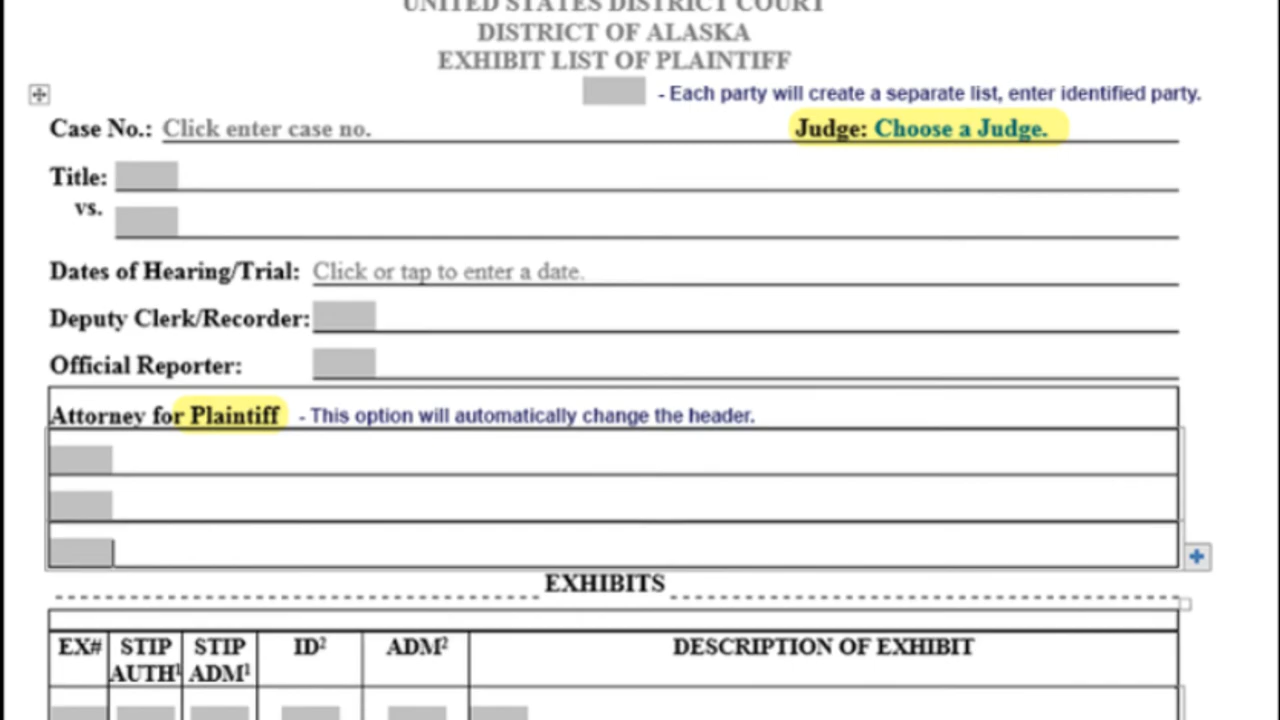 UNITED STATES DISTRICT COURT
DISTRICT OF ALASKA
EXHIBIT LIST OF PLAINTIFF
- Each party will create a separate list, enter identified party.
Case No.: Click enter case no. Judge: Choose a Judge.
Title:
vs.
Dates of Hearing/Trial: Click or tap to enter a date.
Deputy Clerk/Recorder:
Official Reporter:
Attorney for Plaintiff - This option will automatically change the header.
EXHIBITS
EX# STIP AUTH¹ STIP ADM¹ ID² ADM² DESCRIPTION OF EXHIBIT